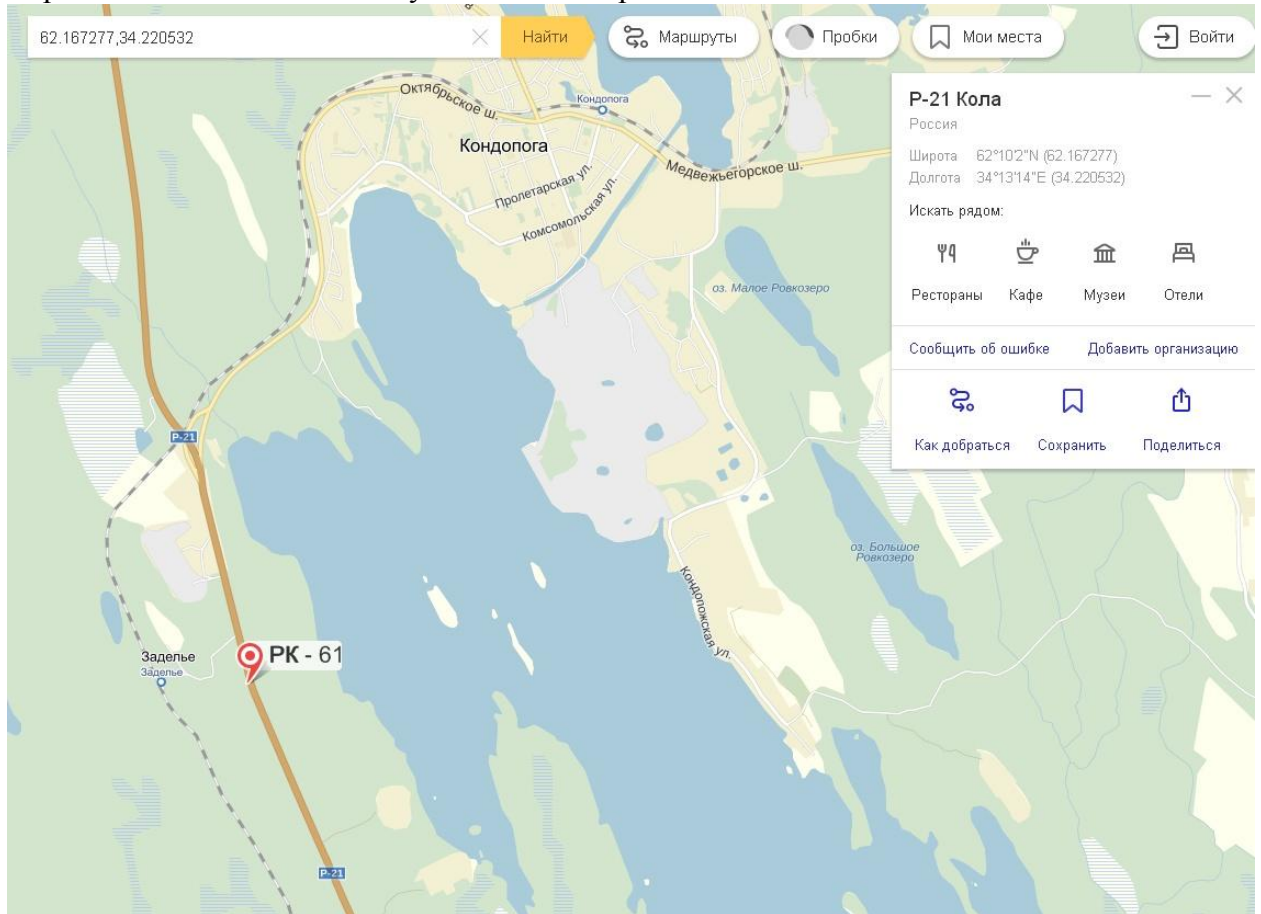 62.167277,34.220532
Найти
Маршруты
Пробки
Мои места
Войти
Р-21 Кола
Россия
Широта 62°10'2"N (62.167277)
Долгота 34°13'14"E (34.220532)
Искать рядом:
Рестораны Кафе Музеи Отели
Сообщить об ошибке Добавить организацию
Как добраться Сохранить Поделиться
Октябрьское ш.
Кондопога
Кондопога
Медвежьегорское ш.
Пролетарская ул.
Комсомольская ул.
оз. Малое Ровкозеро
Р-21
оз. Большое
Ровкозеро
Кондопожская ул.
Заделье
Заделье
РК - 61
Р-21